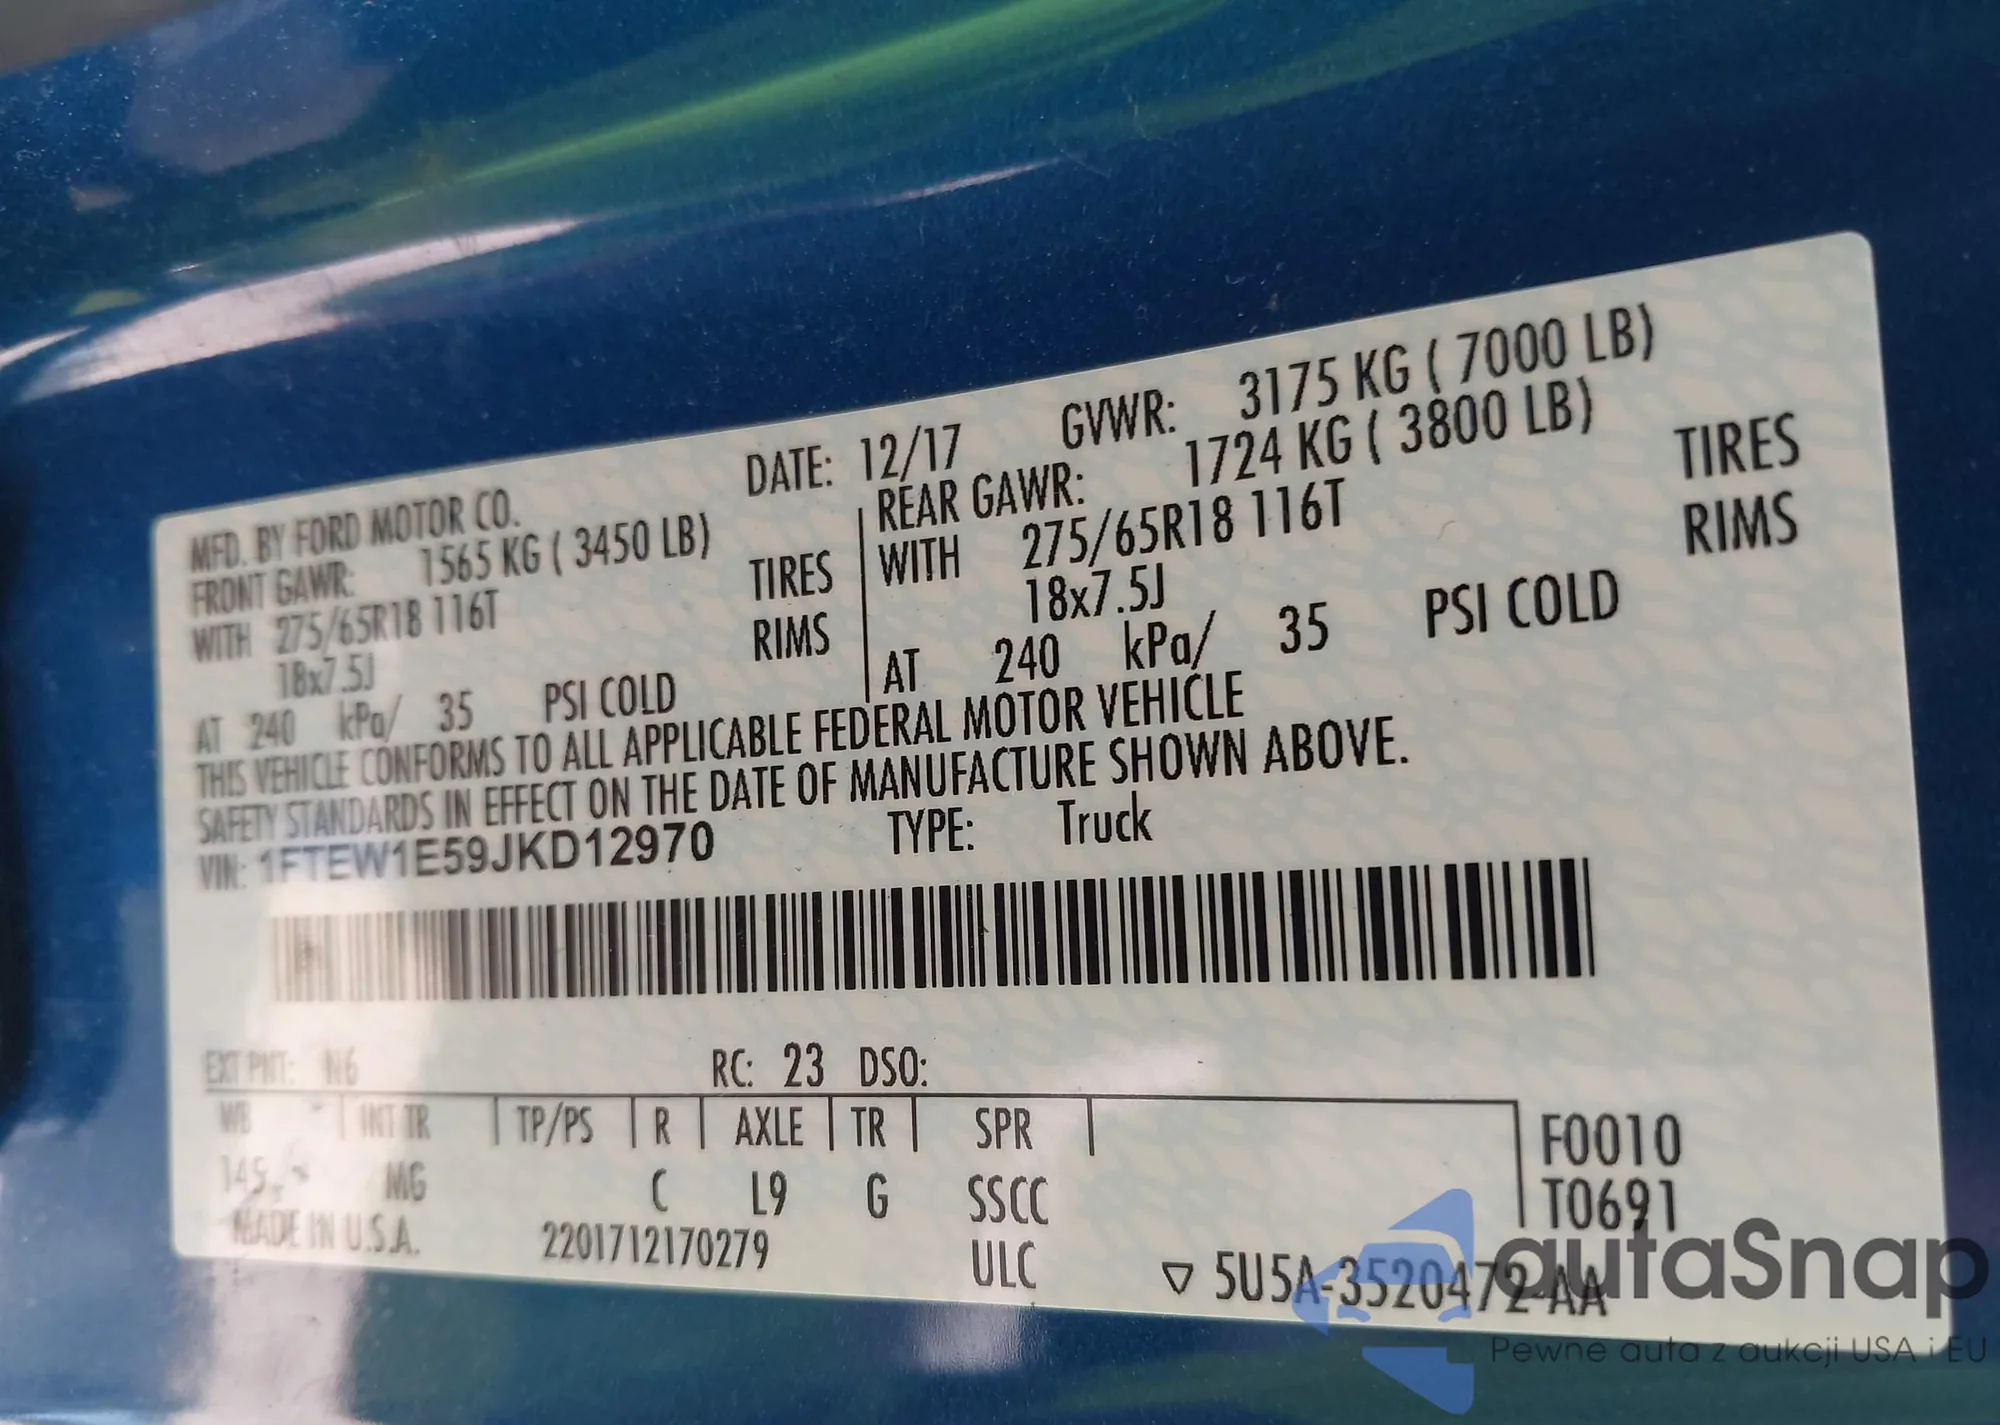 MFD. BY FORD MOTOR CO. DATE: 12/17 GVWR: 3175 KG ( 7000 LB)
FRONT GAWR: 1565 KG ( 3450 LB) REAR GAWR: 1724 KG ( 3800 LB)
WITH 275/65R18 116T TIRES WITH 275/65R18 116T TIRES
18x7.5J RIMS 18x7.5J RIMS
AT 240 kPa/ 35 PSI COLD AT 240 kPa/ 35 PSI COLD
THIS VEHICLE CONFORMS TO ALL APPLICABLE FEDERAL MOTOR VEHICLE
SAFETY STANDARDS IN EFFECT ON THE DATE OF MANUFACTURE SHOWN ABOVE.
VIN: 1FTEW1E59JKD12970 TYPE: Truck
EXT PNT: N6 RC: 23 DSO:
WB INT TR TP/PS R AXLE TR SPR F0010
145 MG C L9 G SSCC T0691
MADE IN U.S.A. 2201712170279 ULC ▽ 5U5A-3520472-AA
autaSnap
Pewne auta z aukcji USA i EU